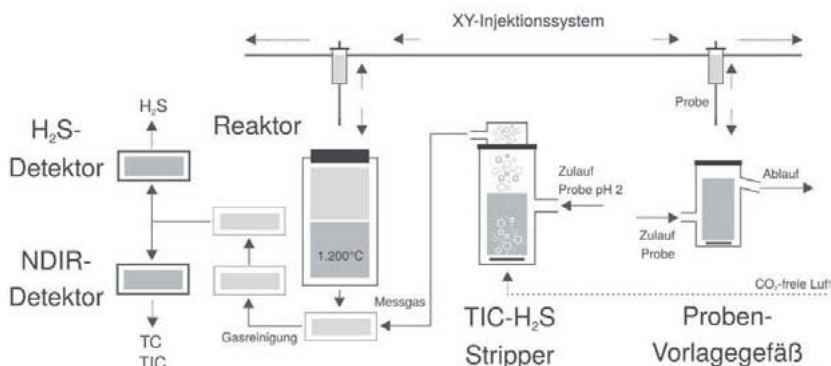 XY-Injektionssystem
H₂S
H₂S-
Detektor
Reaktor
Probe
Zulauf
Probe pH 2
Ablauf
1.200°C
Zulauf
Probe
NDIR-
Detektor
Messgas
CO₂-freie Luft
Gasreinigung
TC
TIC
TIC-H₂S
Stripper
Proben-
Vorlagegefäß